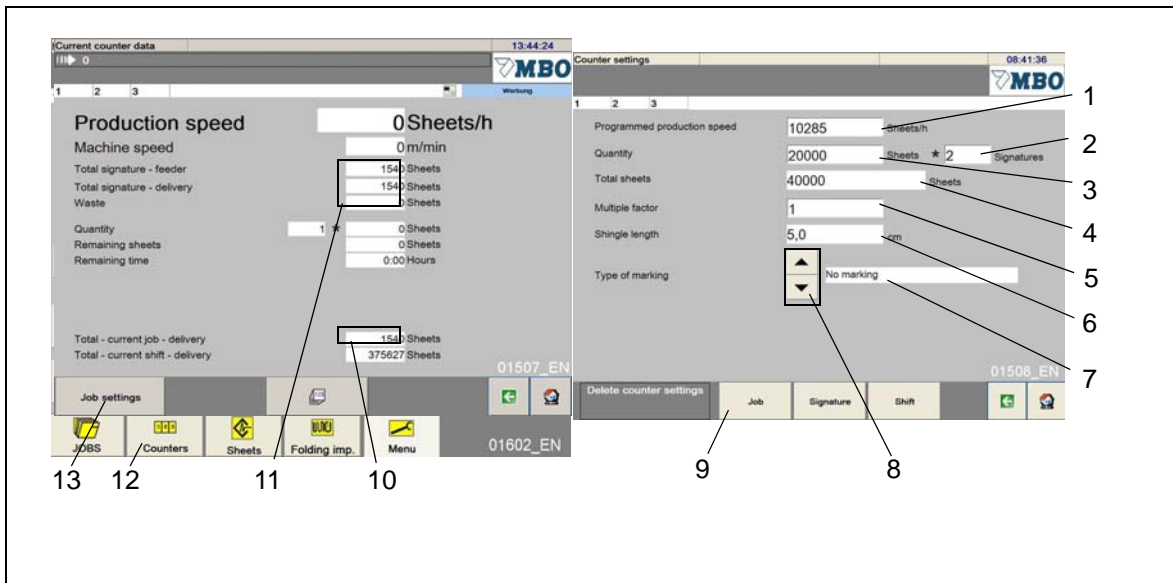 Current counter data 13:44:24
0
MBO
1 2 3 Werbung
Production speed 0 Sheets/h
Machine speed 0 m/min
Total signature - feeder 1540 Sheets
Total signature - delivery 1540 Sheets
Waste 0 Sheets
Quantity 1 * 0 Sheets
Remaining sheets 0 Sheets
Remaining time 0:00 Hours
Total - current job - delivery 1540 Sheets
Total - current shift - delivery 375627 Sheets
01507_EN
Job settings
JOBS Counters Sheets Folding imp. Menu 01602_EN
13 12 11 10
Counter settings 08:41:36
MBO
1 2 3
Programmed production speed 10285 Sheets/h
Quantity 20000 Sheets * 2 Signatures
Total sheets 40000 Sheets
Multiple factor 1
Shingle length 5,0 cm
Type of marking No marking
01508_EN
Delete counter settings Job Signature Shift
1
2
3
4
5
6
7
9 8